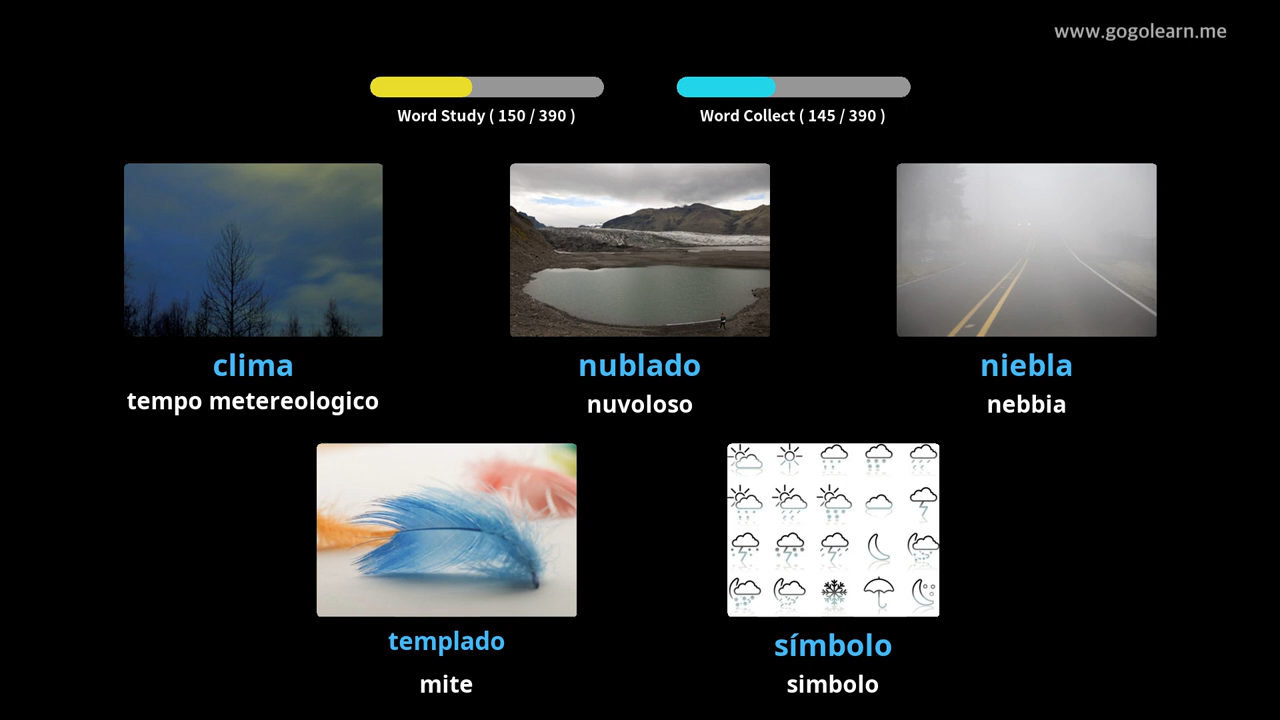 www.gogolearn.me
Word Study ( 150 / 390 )
Word Collect ( 145 / 390 )
clima
nublado
niebla
tempo metereologico
nuvoloso
nebbia
templado
símbolo
mite
simbolo